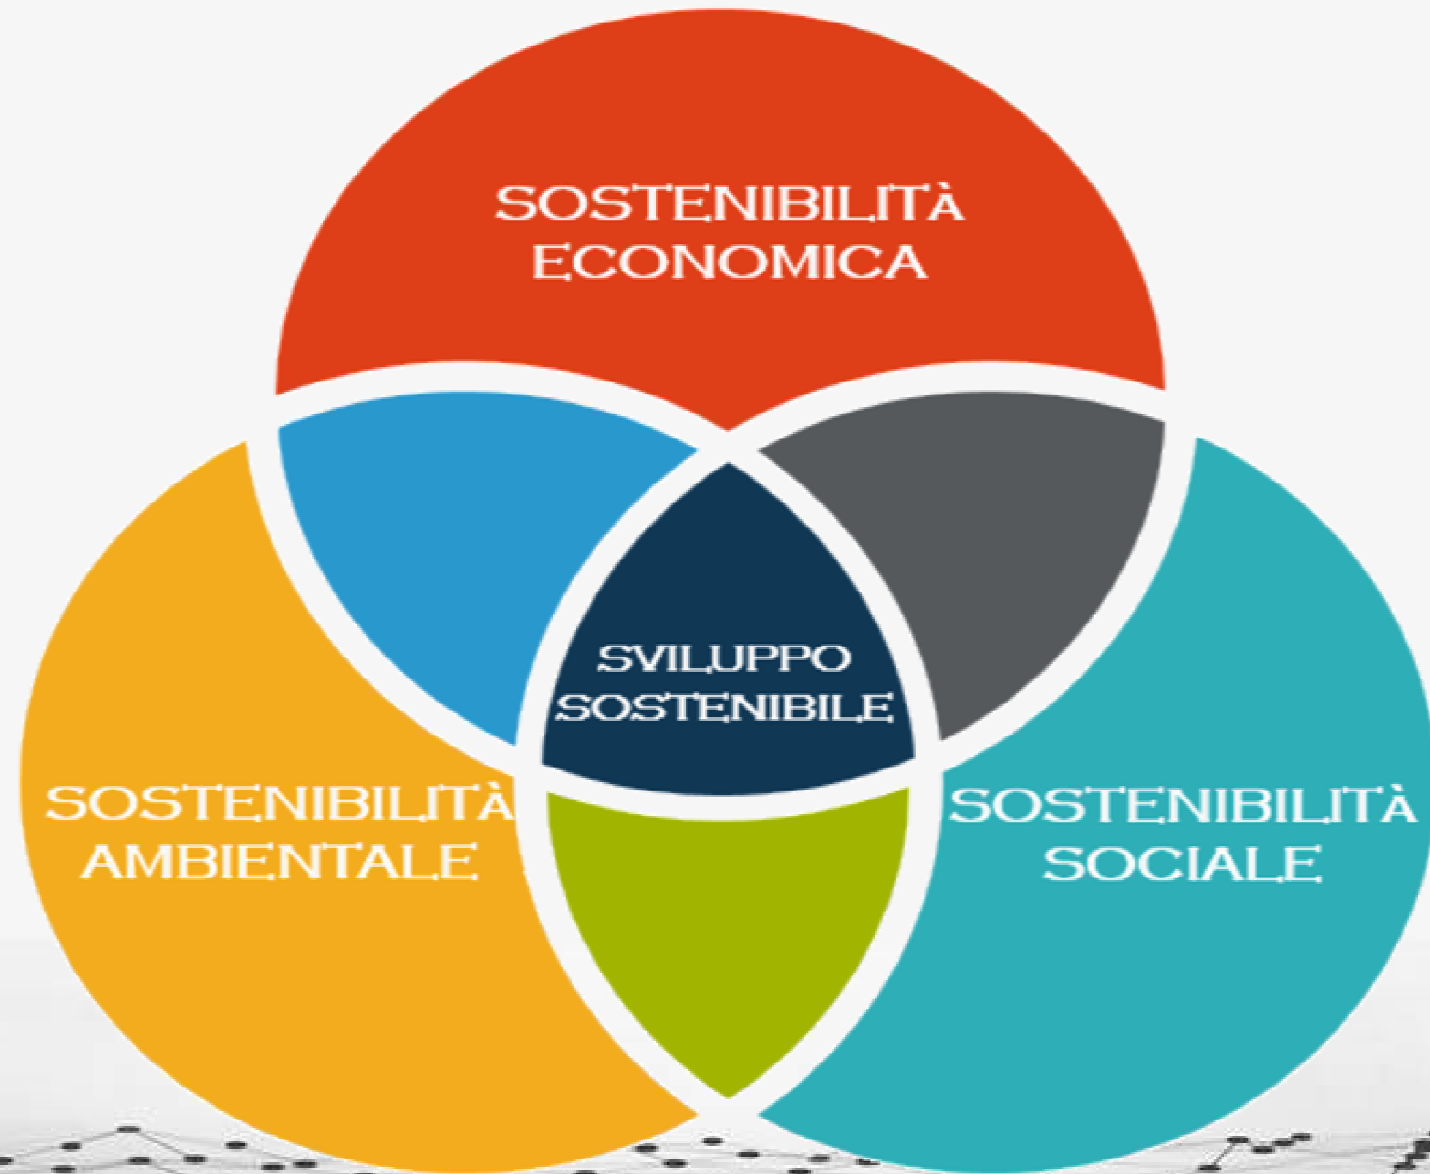 SOSTENIBILITÀ
ECONOMICA
SVILUPPO
SOSTENIBILE
SOSTENIBILITÀ
AMBIENTALE
SOSTENIBILITÀ
SOCIALE